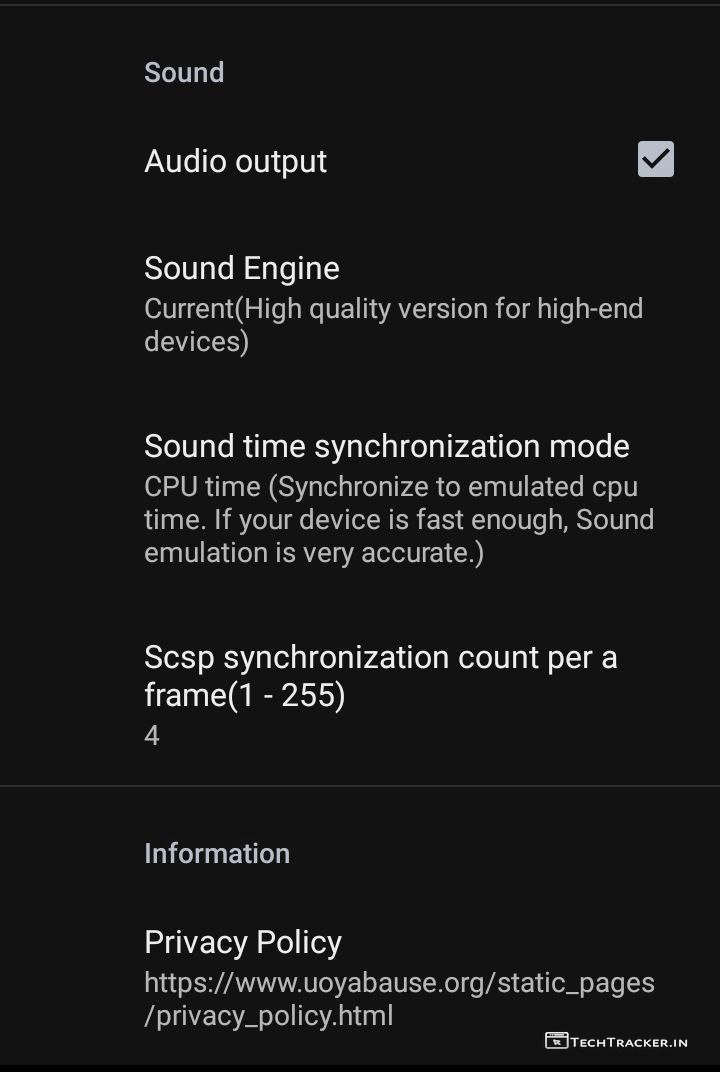 Sound
Audio output
Sound Engine
Current(High quality version for high-end
devices)
Sound time synchronization mode
CPU time (Synchronize to emulated cpu
time. If your device is fast enough, Sound
emulation is very accurate.)
Scsp synchronization count per a
frame(1 - 255)
4
Information
Privacy Policy
https://www.uoyabause.org/static_pages
/privacy_policy.html
TECHTRACKER.IN